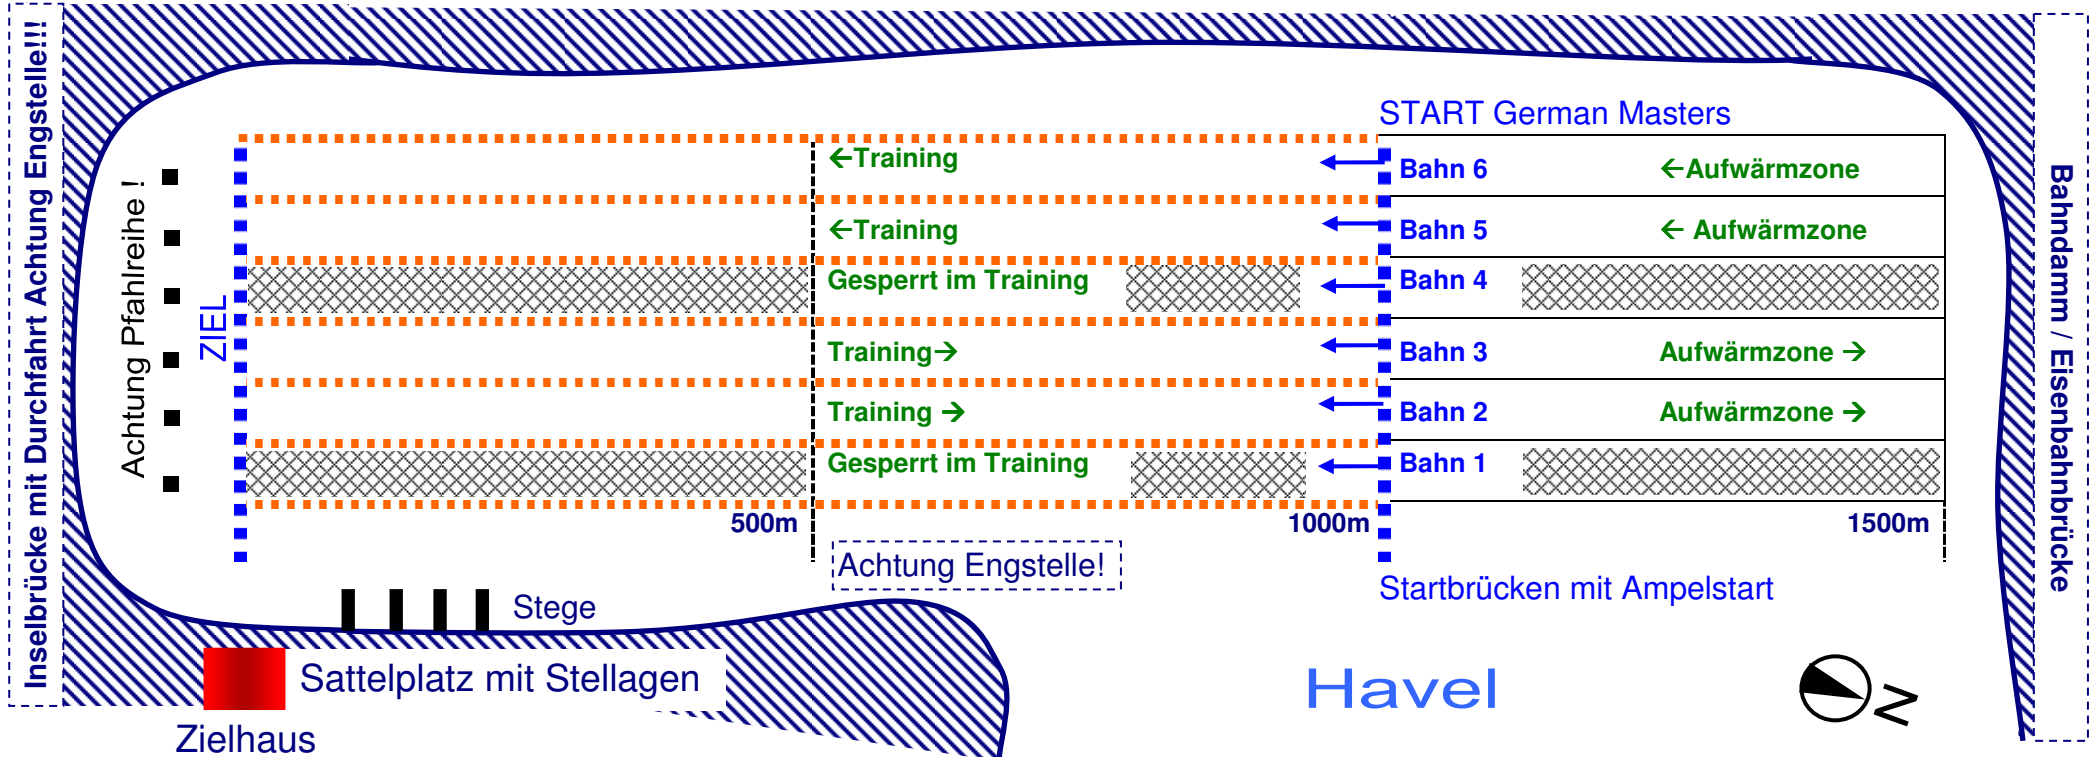 Inselbrücke mit Durchfahrt Achtung Engstelle!!!
Achtung Pfahlreihe !
ZIEL
START German Masters
←Training
Bahn 6
←Aufwärmzone
←Training
Bahn 5
← Aufwärmzone
Gesperrt im Training
Bahn 4
Training→
Bahn 3
Aufwärmzone →
Training →
Bahn 2
Aufwärmzone →
Gesperrt im Training
Bahn 1
500m
1000m
1500m
Achtung Engstelle!
Startbrücken mit Ampelstart
Stege
Sattelplatz mit Stellagen
Zielhaus
Havel
N
Bahndamm / Eisenbahnbrücke